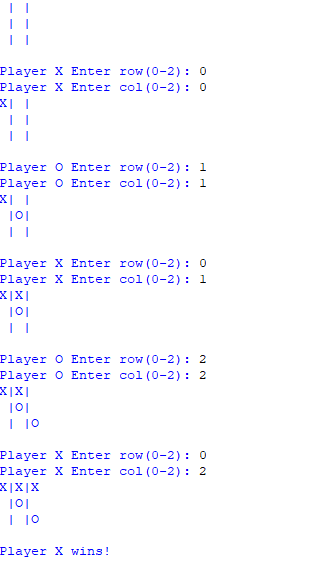 | |
 | |
 | |

Player X Enter row(0-2): 0
Player X Enter col(0-2): 0
X| |
 | |
 | |

Player O Enter row(0-2): 1
Player O Enter col(0-2): 1
X| |
 |O|
 | |

Player X Enter row(0-2): 0
Player X Enter col(0-2): 1
X|X|
 |O|
 | |

Player O Enter row(0-2): 2
Player O Enter col(0-2): 2
X|X|
 |O|
 | |O

Player X Enter row(0-2): 0
Player X Enter col(0-2): 2
X|X|X
 |O|
 | |O

Player X wins!